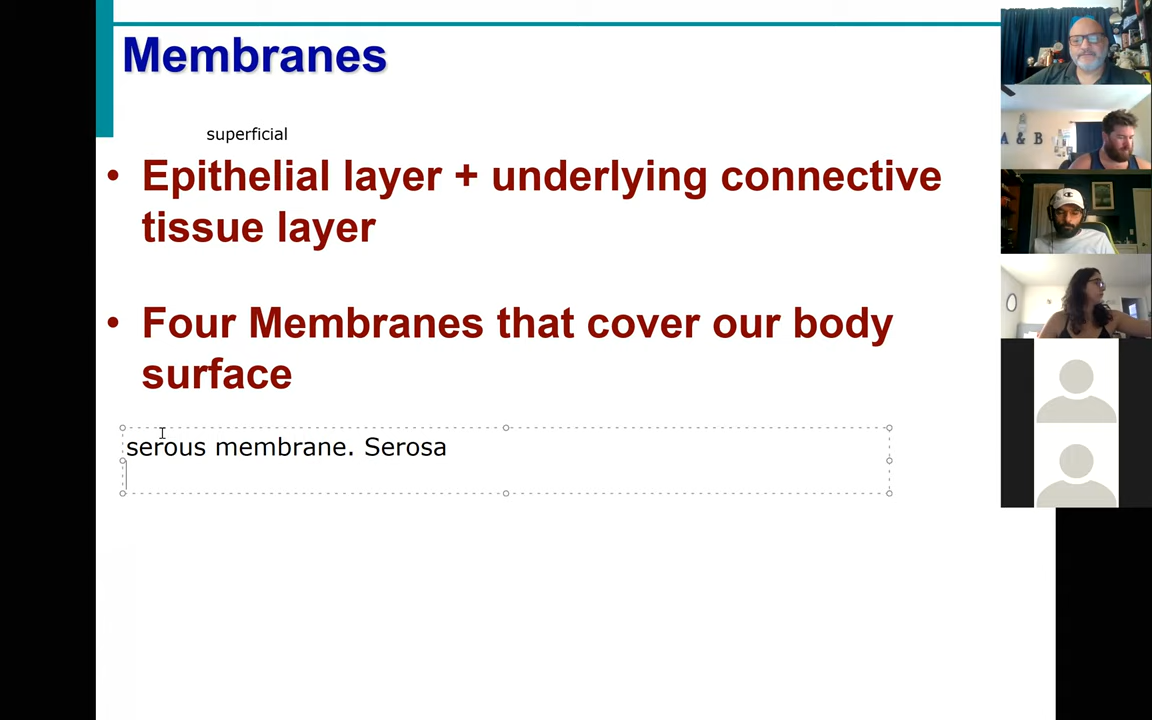 Membranes
superficial
• Epithelial layer + underlying connective
tissue layer
• Four Membranes that cover our body
surface
serous membrane. Serosa
A & B